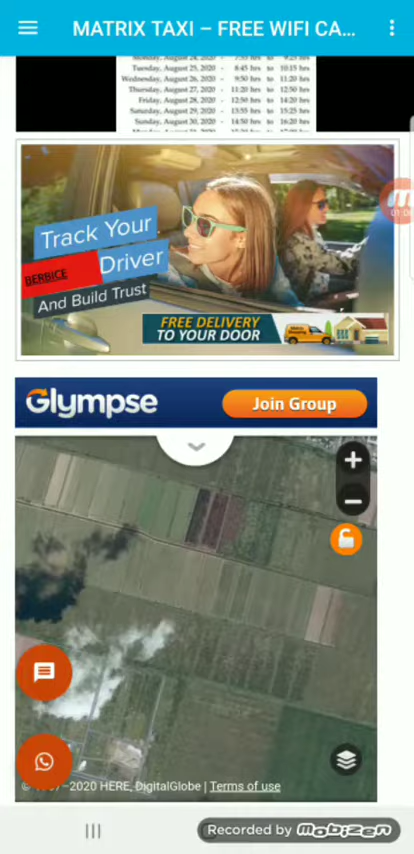 MATRIX TAXI – FREE WIFI CA...
Tuesday, August 25, 2020 - 8:45 hrs to 10:15 hrs
Wednesday, August 26, 2020 - 9:50 hrs to 11:20 hrs
Thursday, August 27, 2020 - 11:20 hrs to 12:50 hrs
Friday, August 28, 2020 - 12:50 hrs to 14:20 hrs
Saturday, August 29, 2020 - 13:55 hrs to 15:25 hrs
Sunday, August 30, 2020 - 14:50 hrs to 16:20 hrs
Track Your
BERBICE Driver
And Build Trust
FREE DELIVERY
TO YOUR DOOR
Glympse
Join Group
+
−
–2020 HERE, DigitalGlobe | Terms of use
Recorded by mobizen